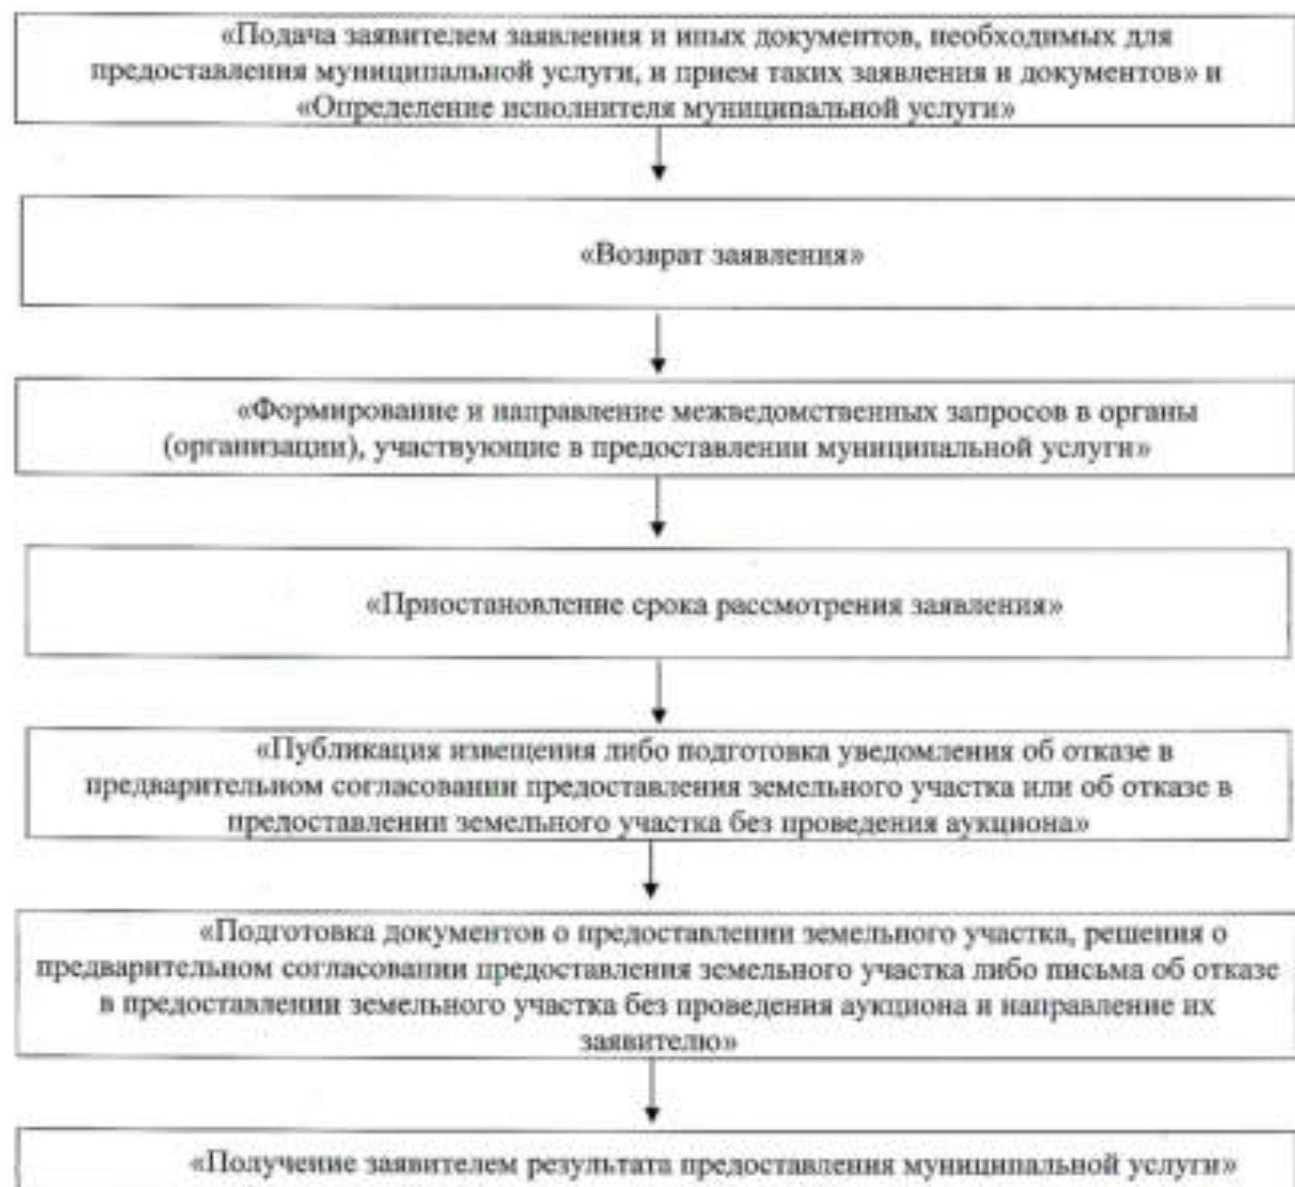 «Подача заявителем заявления и иных документов, необходимых для
предоставления муниципальной услуги, и прием таких заявления и документов» и
«Определение исполнителя муниципальной услуги»
«Возврат заявления»
«Формирование и направление межведомственных запросов в органы
(организации), участвующие в предоставлении муниципальной услуги»
«Приостановление срока рассмотрения заявления»
«Публикация извещения либо подготовка уведомления об отказе в
предварительном согласовании предоставления земельного участка или об отказе в
предоставлении земельного участка без проведения аукциона»
«Подготовка документов о предоставлении земельного участка, решения о
предварительном согласовании предоставления земельного участка либо письма об отказе
в предоставлении земельного участка без проведения аукциона и направление их
заявителю»
«Получение заявителем результата предоставления муниципальной услуги»